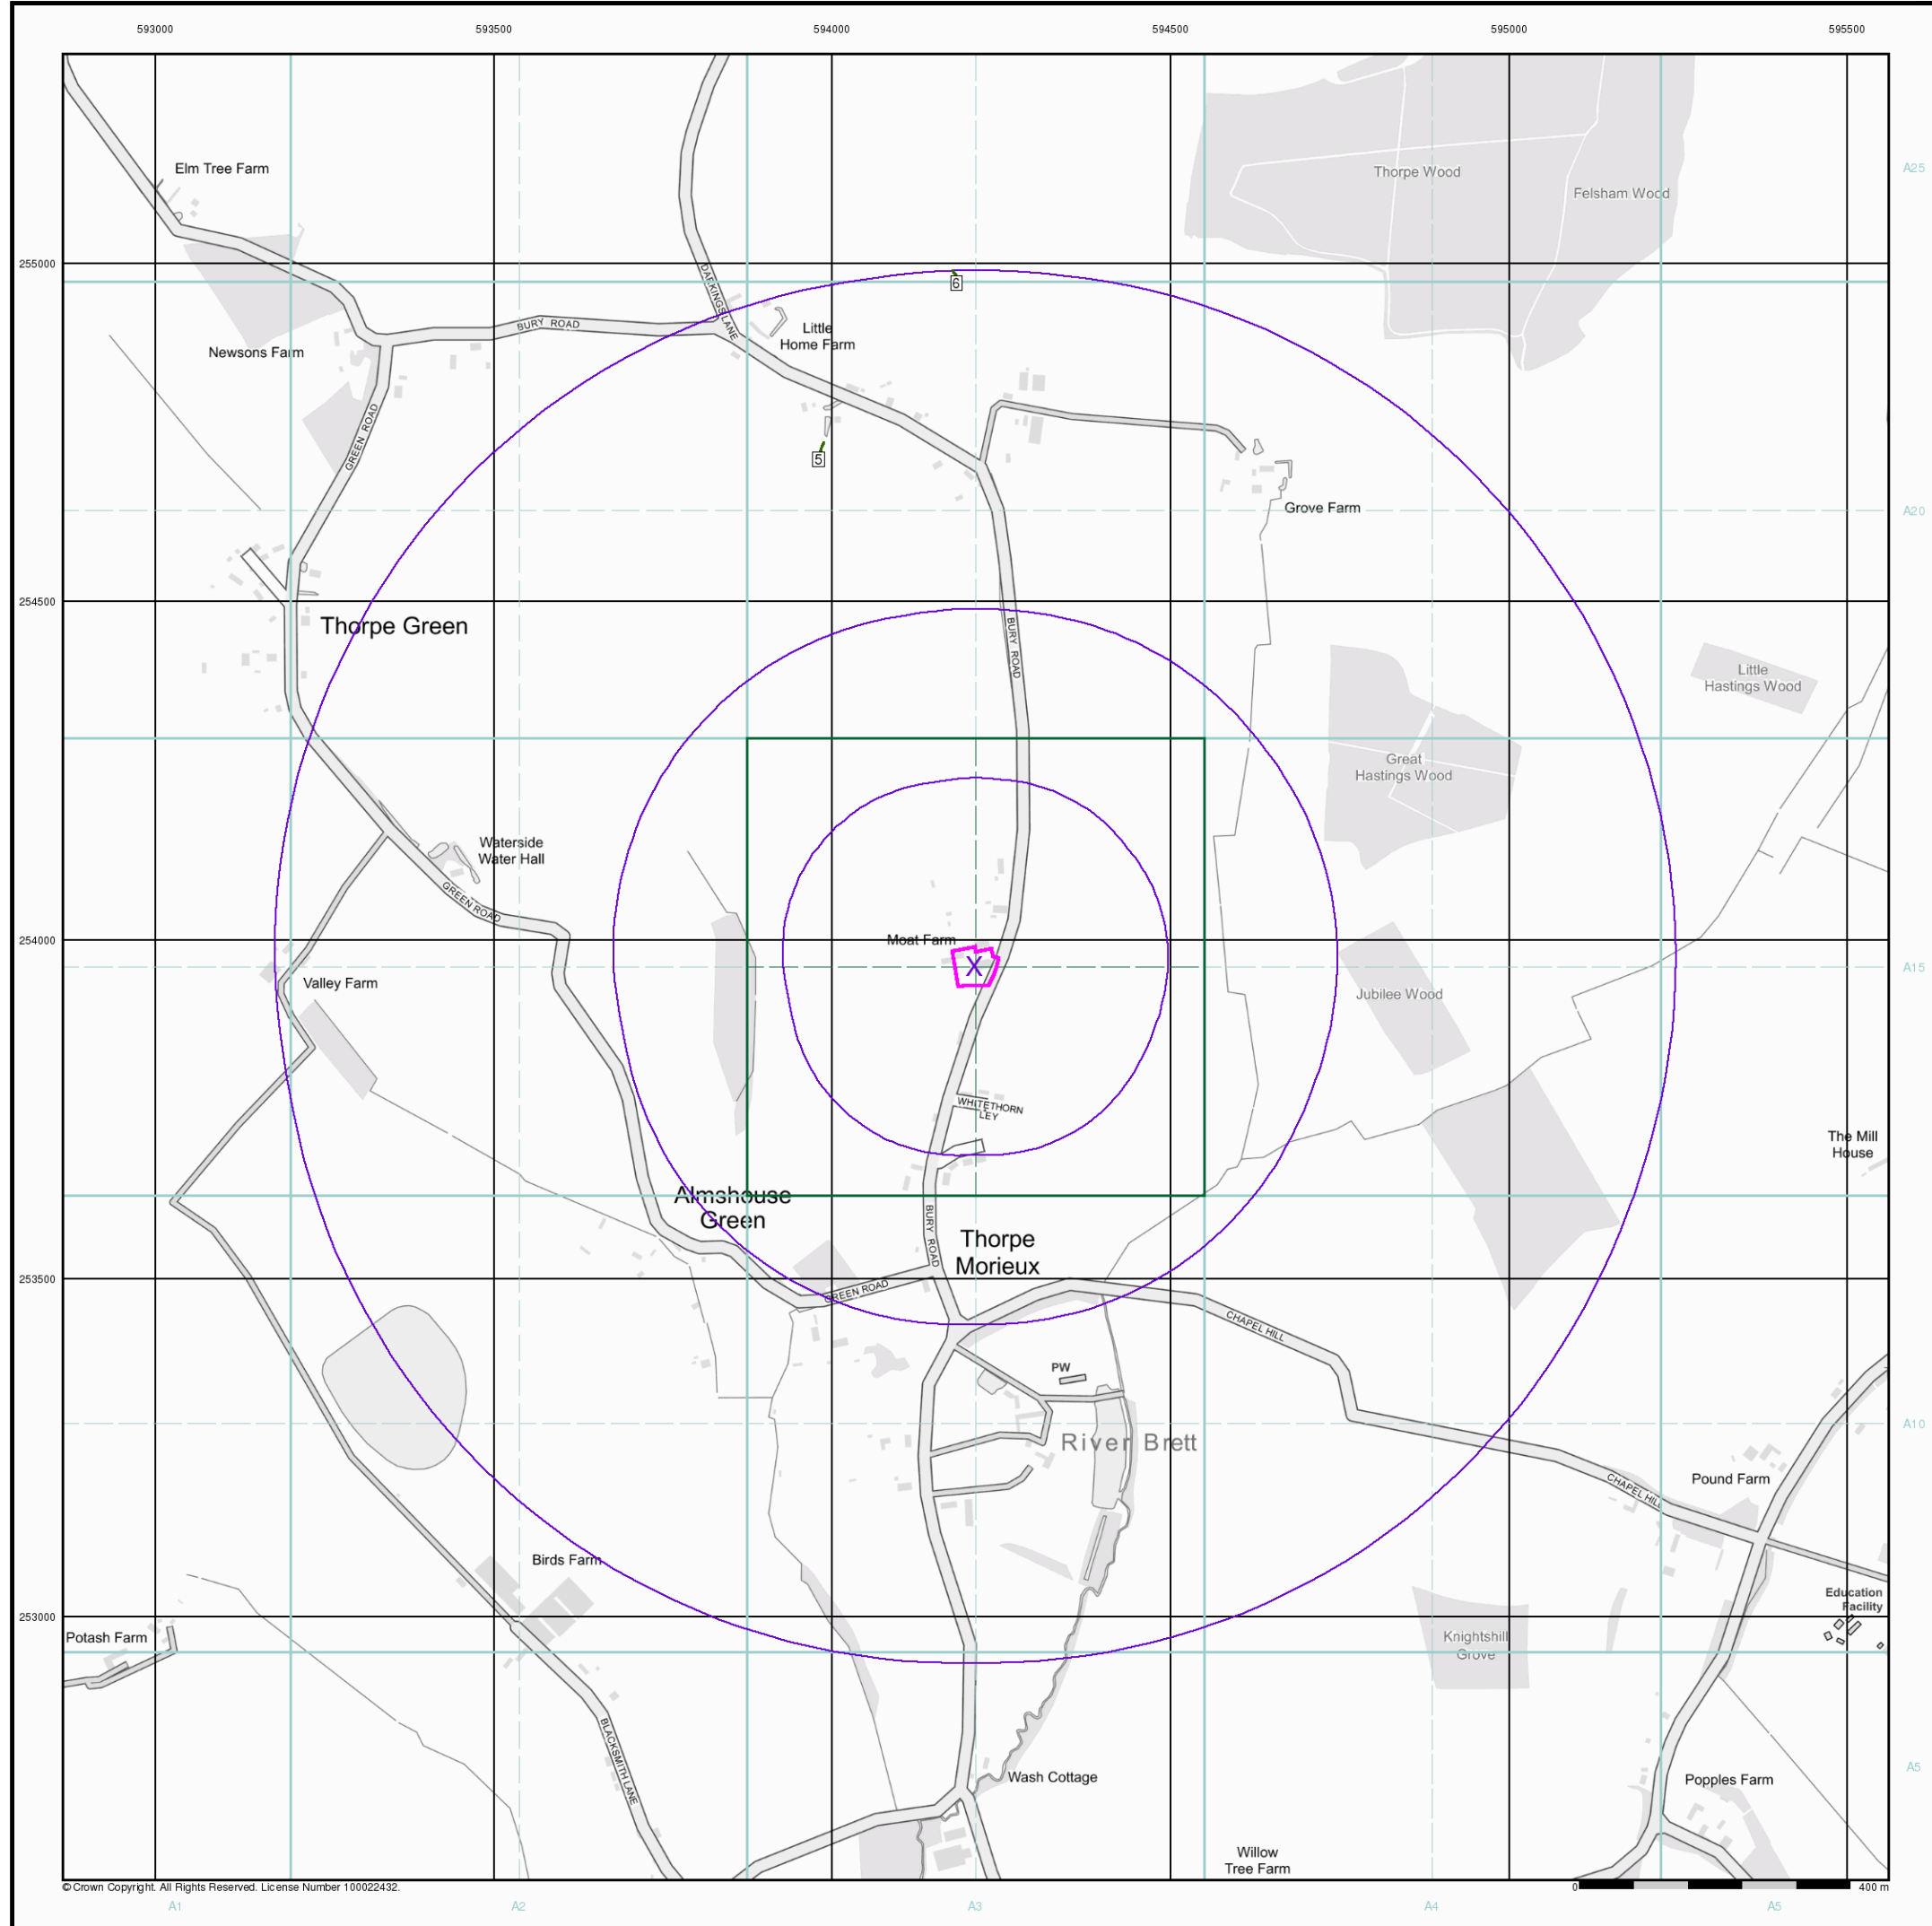 593000 593500 594000 594500 595000 595500
Elm Tree Farm
Thorpe Wood
A25
Felsham Wood
255000
DARKINGS LANE
6
BURY ROAD
Little
Home Farm
Newsons Farm
GREEN ROAD
5
Grove Farm
A20
254500
Thorpe Green
BURY ROAD
Little
Hastings Wood
Great
Hastings Wood
Waterside
Water Hall
GREEN ROAD
254000
Moat Farm
X
A15
Valley Farm
Jubilee Wood
WHITETHORN
LEY
The Mill
House
Almshouse
Green
BURY ROAD
Thorpe
Morieux
253500
GREEN ROAD
CHAPEL HILL
PW
River Brett
A10
Pound Farm
CHAPEL HILL
Birds Farm
Education
Facility
253000
Potash Farm
Knightshill
Grove
BLACKSMITH LANE
Wash Cottage
A5
Popples Farm
Willow
Tree Farm
© Crown Copyright. All Rights Reserved. License Number 100022432.
0 400 m
A1 A2 A3 A4 A5